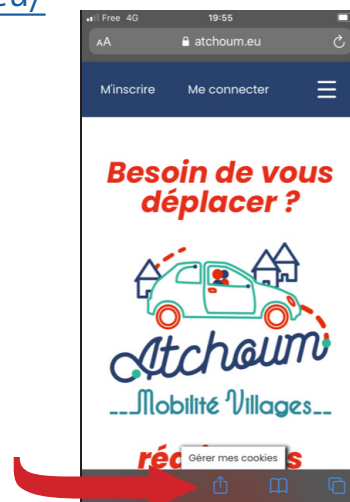 Free 4G 19:55
AA atchoum.eu
M'inscrire Me connecter
Besoin de vous
déplacer ?
Atchoum
Mobilité Villages
Gérer mes cookies